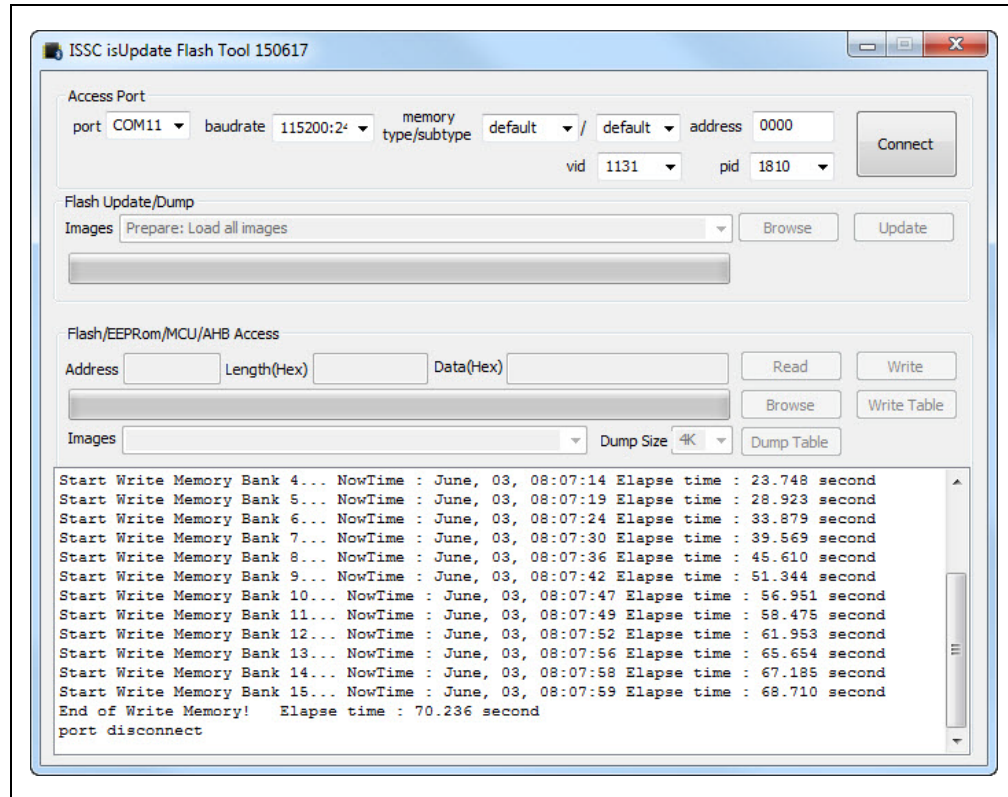 ISSC isUpdate Flash Tool 150617
Access Port
port COM11 baudrate 115200:24 memory type/subtype default / default address 0000 Connect
vid 1131 pid 1810
Flash Update/Dump
Images Prepare: Load all images Browse Update
Flash/EEPRom/MCU/AHB Access
Address Length(Hex) Data(Hex) Read Write
Browse Write Table
Images Dump Size 4K Dump Table
Start Write Memory Bank 4... NowTime : June, 03, 08:07:14 Elapse time : 23.748 second
Start Write Memory Bank 5... NowTime : June, 03, 08:07:19 Elapse time : 28.923 second
Start Write Memory Bank 6... NowTime : June, 03, 08:07:24 Elapse time : 33.879 second
Start Write Memory Bank 7... NowTime : June, 03, 08:07:30 Elapse time : 39.569 second
Start Write Memory Bank 8... NowTime : June, 03, 08:07:36 Elapse time : 45.610 second
Start Write Memory Bank 9... NowTime : June, 03, 08:07:42 Elapse time : 51.344 second
Start Write Memory Bank 10... NowTime : June, 03, 08:07:47 Elapse time : 56.951 second
Start Write Memory Bank 11... NowTime : June, 03, 08:07:49 Elapse time : 58.475 second
Start Write Memory Bank 12... NowTime : June, 03, 08:07:52 Elapse time : 61.953 second
Start Write Memory Bank 13... NowTime : June, 03, 08:07:56 Elapse time : 65.654 second
Start Write Memory Bank 14... NowTime : June, 03, 08:07:58 Elapse time : 67.185 second
Start Write Memory Bank 15... NowTime : June, 03, 08:07:59 Elapse time : 68.710 second
End of Write Memory! Elapse time : 70.236 second
port disconnect